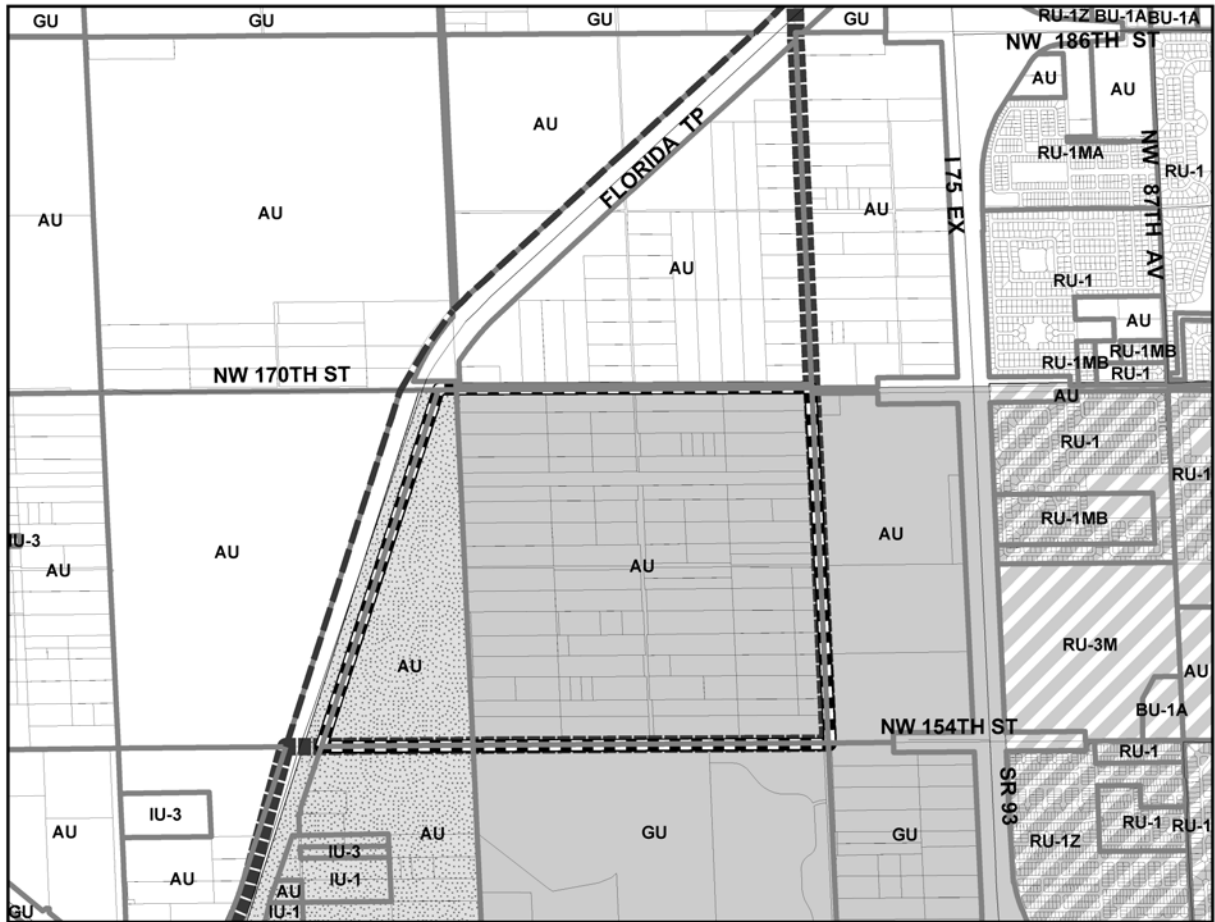 GU
GU
GU
GU
RU-1Z
BU-1A
BU-1A
NW 186TH ST
AU
AU
AU
NW 87TH AV
FLORIDA TP
RU-1MA
I 75 EX
RU-1
AU
AU
AU
AU
RU-1
AU
RU-1MB
RU-1MB
RU-1
NW 170TH ST
AU
RU-1
RU-1
RU-1MB
IU-3
AU
AU
AU
AU
AU
RU-3M
AU
BU-1A
NW 154TH ST
RU-1
SR 93
IU-3
AU
AU
GU
GU
RU-1
RU-1
RU-1Z
IU-3
IU-1
AU
AU
IU-1
GU